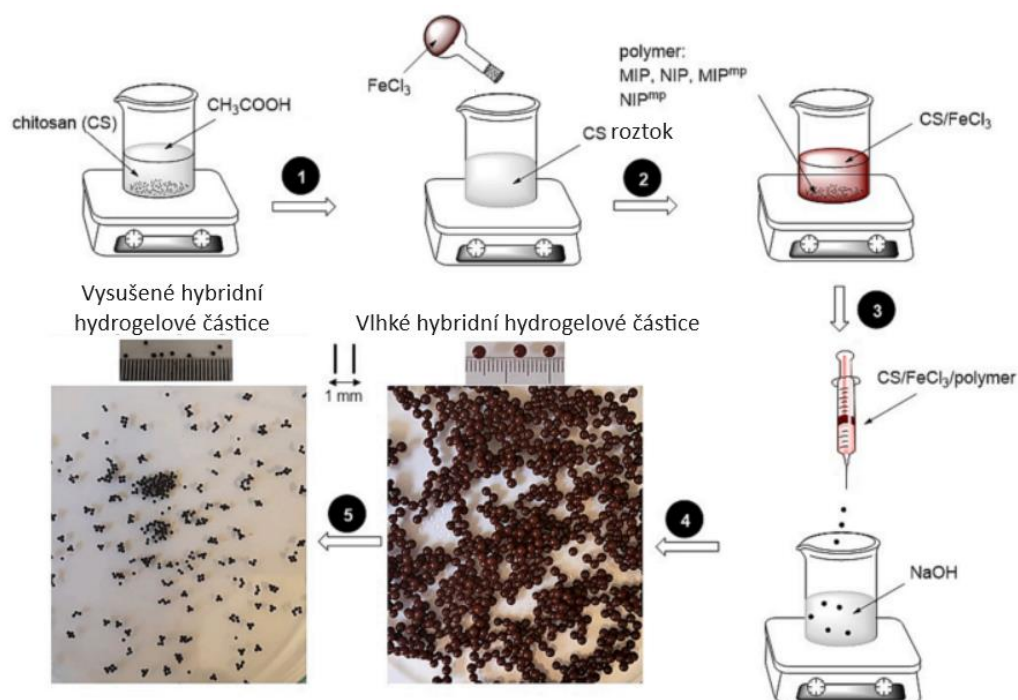 chitosan (CS)
CH₃COOH
1
FeCl₃
CS roztok
2
polymer:
MIP, NIP, MIPᵐᵖ
NIPᵐᵖ
CS/FeCl₃
3
CS/FeCl₃/polymer
NaOH
4
Vlhké hybridní hydrogelové částice
1 mm
5
Vysušené hybridní
hydrogelové částice